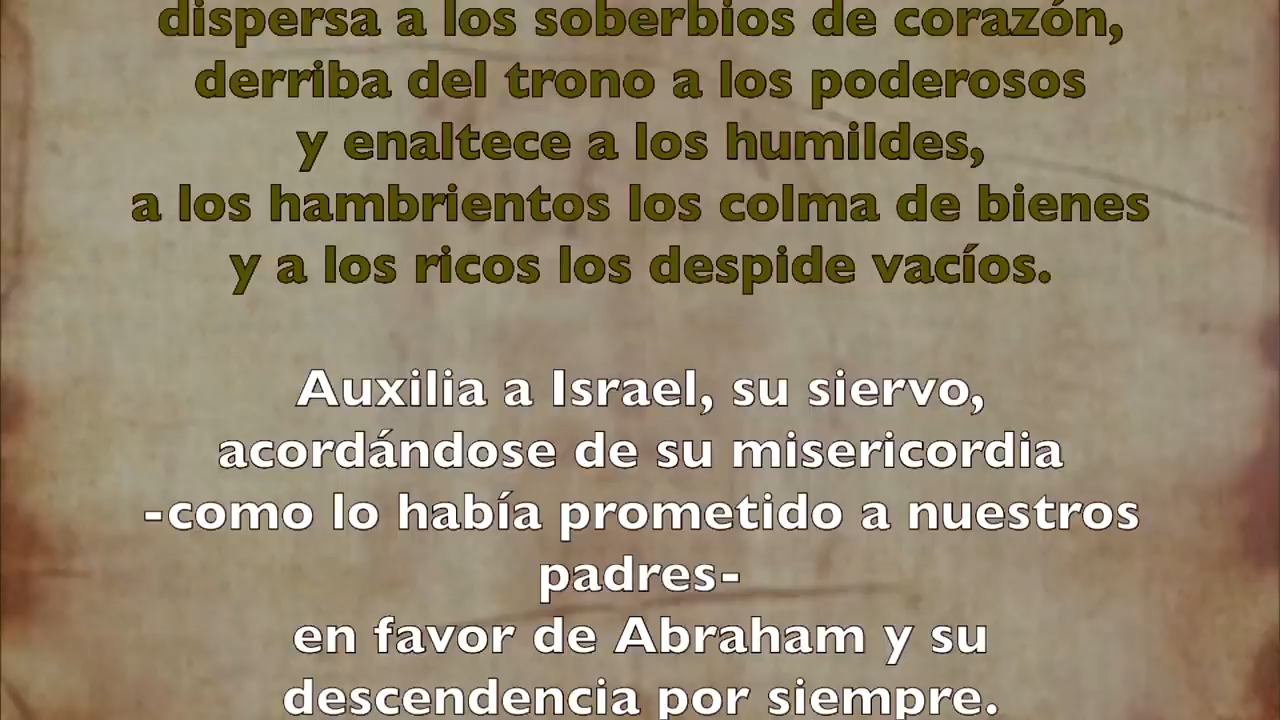 dispersa a los soberbios de corazón,
derriba del trono a los poderosos
y enaltece a los humildes,
a los hambrientos los colma de bienes
y a los ricos los despide vacíos.
Auxilia a Israel, su siervo,
acordándose de su misericordia
-como lo había prometido a nuestros
padres-
en favor de Abraham y su
descendencia por siempre.